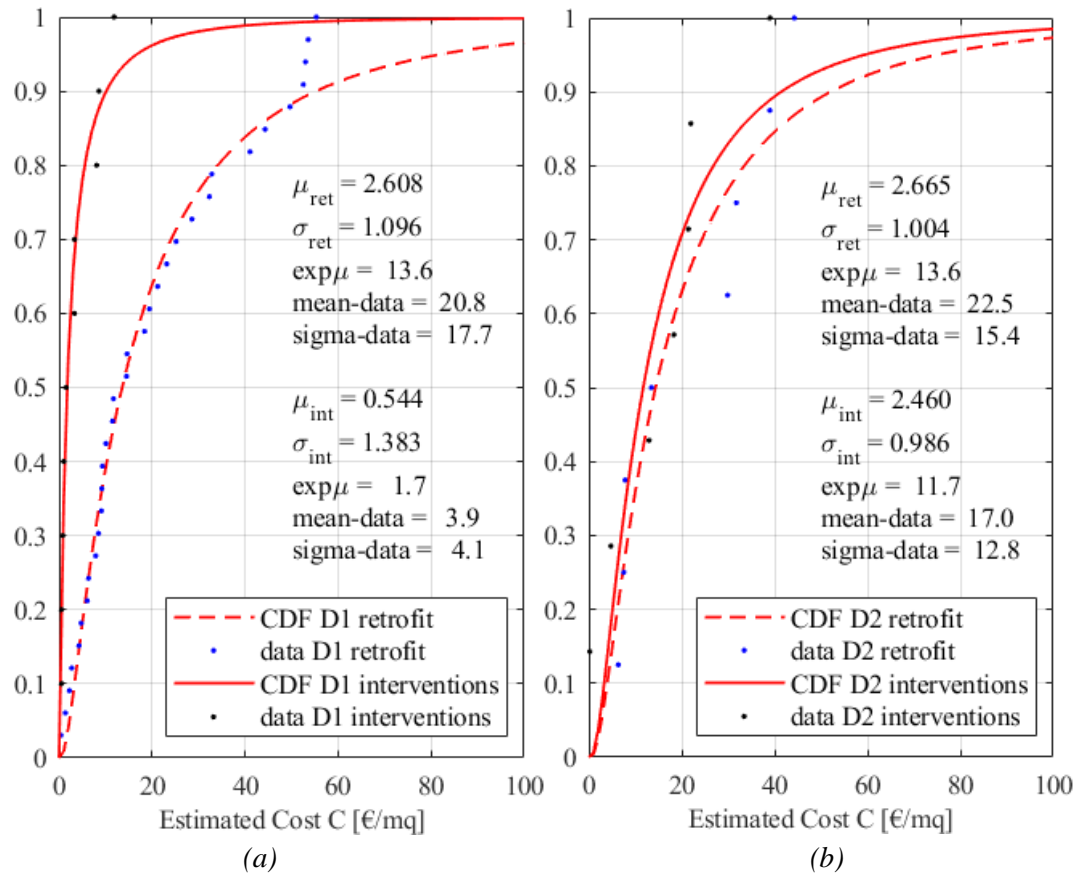 1
0.9
0.8
0.7
0.6
0.5
0.4
0.3
0.2
0.1
0
μret = 2.608
σret = 1.096
expμ = 13.6
mean-data = 20.8
sigma-data = 17.7
μint = 0.544
σint = 1.383
expμ = 1.7
mean-data = 3.9
sigma-data = 4.1
CDF D1 retrofit
data D1 retrofit
CDF D1 interventions
data D1 interventions
0 20 40 60 80 100
Estimated Cost C [€/mq]
(a)
1
0.9
0.8
0.7
0.6
0.5
0.4
0.3
0.2
0.1
0
μret = 2.665
σret = 1.004
expμ = 13.6
mean-data = 22.5
sigma-data = 15.4
μint = 2.460
σint = 0.986
expμ = 11.7
mean-data = 17.0
sigma-data = 12.8
CDF D2 retrofit
data D2 retrofit
CDF D2 interventions
data D2 interventions
0 20 40 60 80 100
Estimated Cost C [€/mq]
(b)